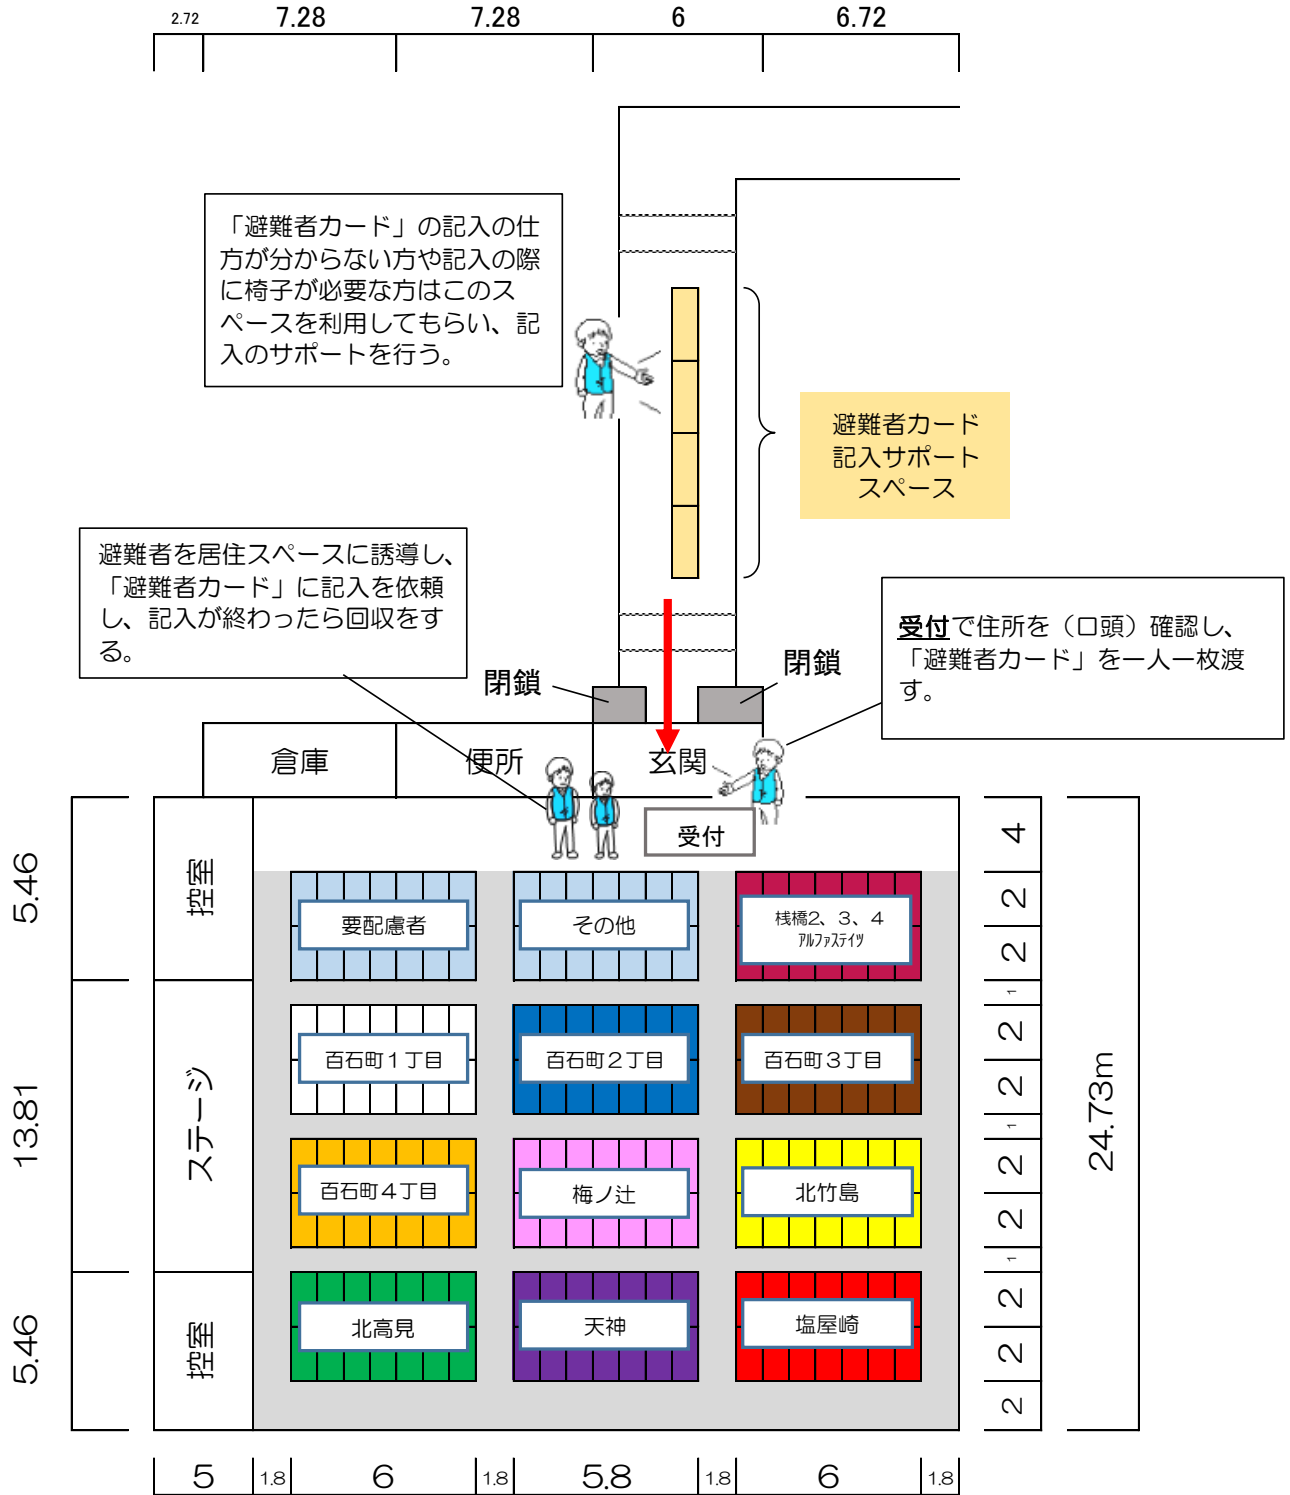 2.72
7.28
7.28
6
6.72
「避難者カード」の記入の仕
方が分からない方や記入の際
に椅子が必要な方はこのス
ペースを利用してもらい、記
入のサポートを行う。
避難者カード
記入サポート
スペース
避難者を居住スペースに誘導し、
「避難者カード」に記入を依頼
し、記入が終わったら回収をす
る。
受付で住所を（口頭）確認し、
「避難者カード」を一人一枚渡
す。
閉鎖
閉鎖
倉庫
便所
玄関
受付
5.46
13.81
5.46
控室
ステージ
控室
要配慮者
その他
桟橋2、3、4
ｱﾙﾌｧｽﾃｲﾂ
百石町１丁目
百石町２丁目
百石町３丁目
百石町４丁目
梅ノ辻
北竹島
北高見
天神
塩屋崎
4
2
2
1
2
2
1
2
2
1
2
2
2
24.73m
5
1.8
6
1.8
5.8
1.8
6
1.8